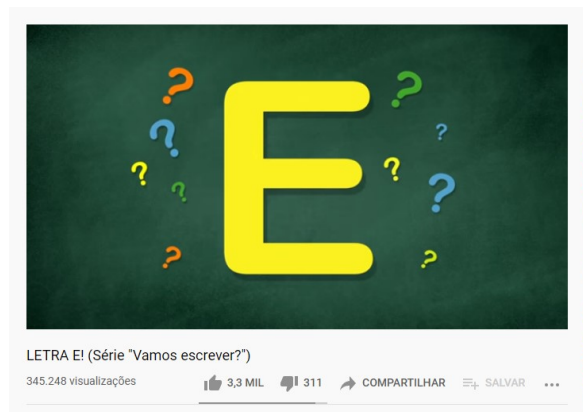 E
? ? ? ? ? ? ? ? ? ?
LETRA E! (Série "Vamos escrever?")
345.248 visualizações 3,3 MIL 311 COMPARTILHAR SALVAR